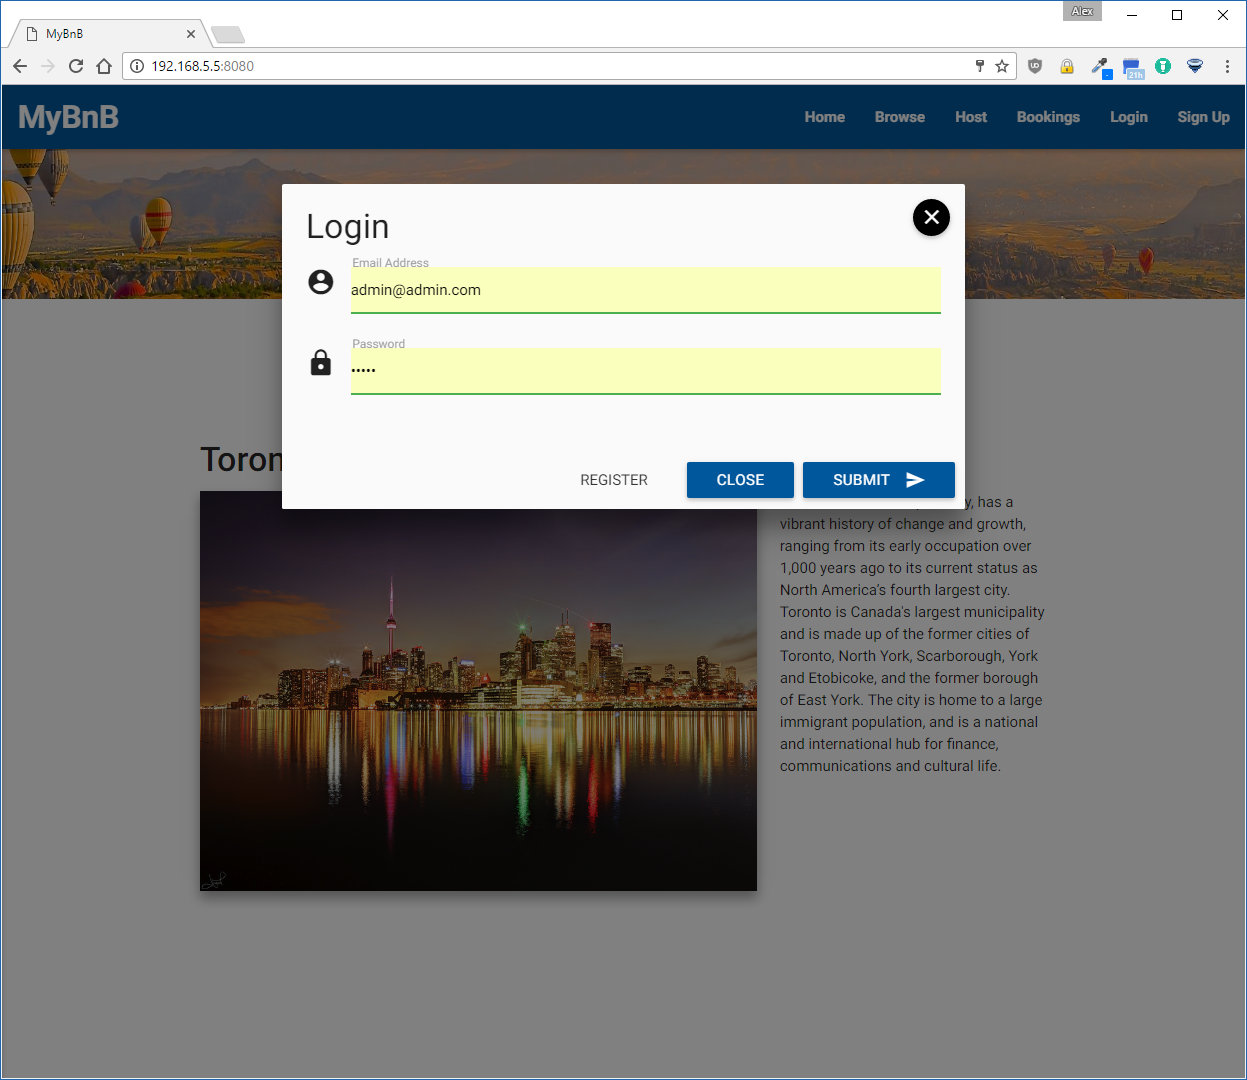 Alex
MyBnB
192.168.5.5:8080
21h
MyBnB
Home Browse Host Bookings Login Sign Up
Login
Email Address
admin@admin.com
Password
•••••
REGISTER CLOSE SUBMIT
Toron
y, has a
vibrant history of change and growth,
ranging from its early occupation over
1,000 years ago to its current status as
North America's fourth largest city.
Toronto is Canada's largest municipality
and is made up of the former cities of
Toronto, North York, Scarborough, York
and Etobicoke, and the former borough
of East York. The city is home to a large
immigrant population, and is a national
and international hub for finance,
communications and cultural life.